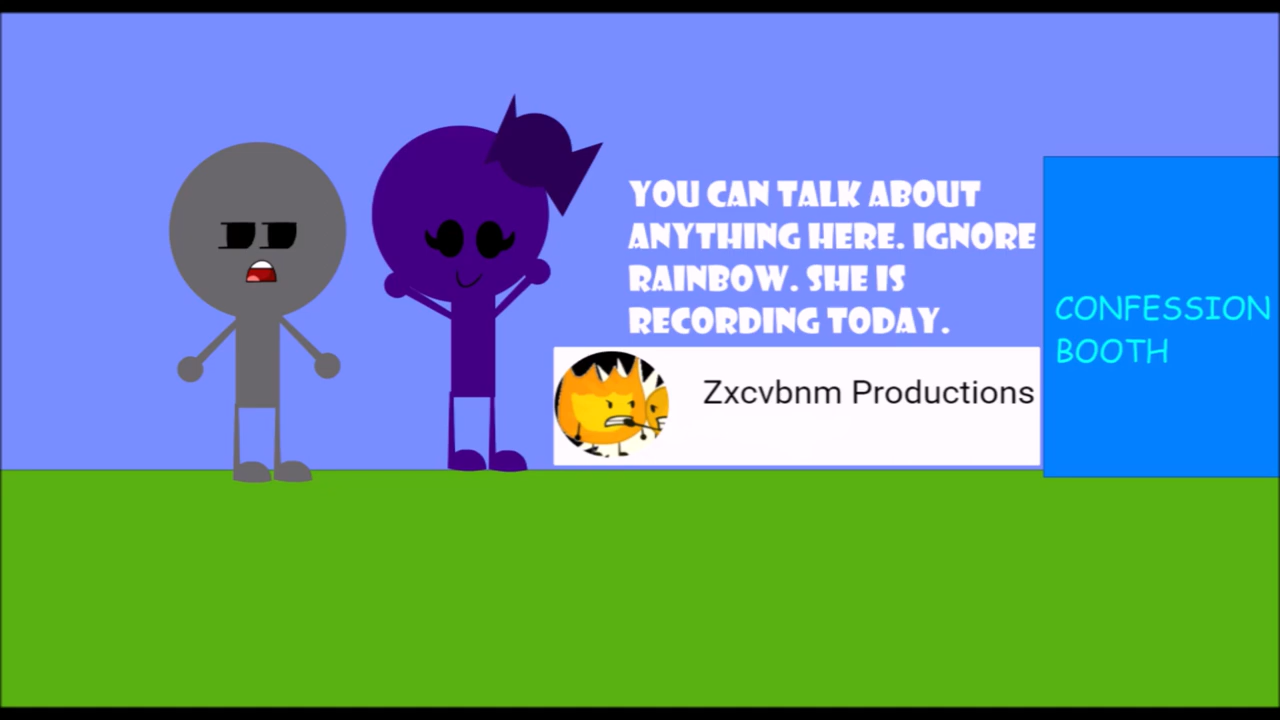 YOU CAN TALK ABOUT
ANYTHING HERE. IGNORE
RAINBOW. SHE IS
RECORDING TODAY.
Zxcvbnm Productions
CONFESSION
BOOTH